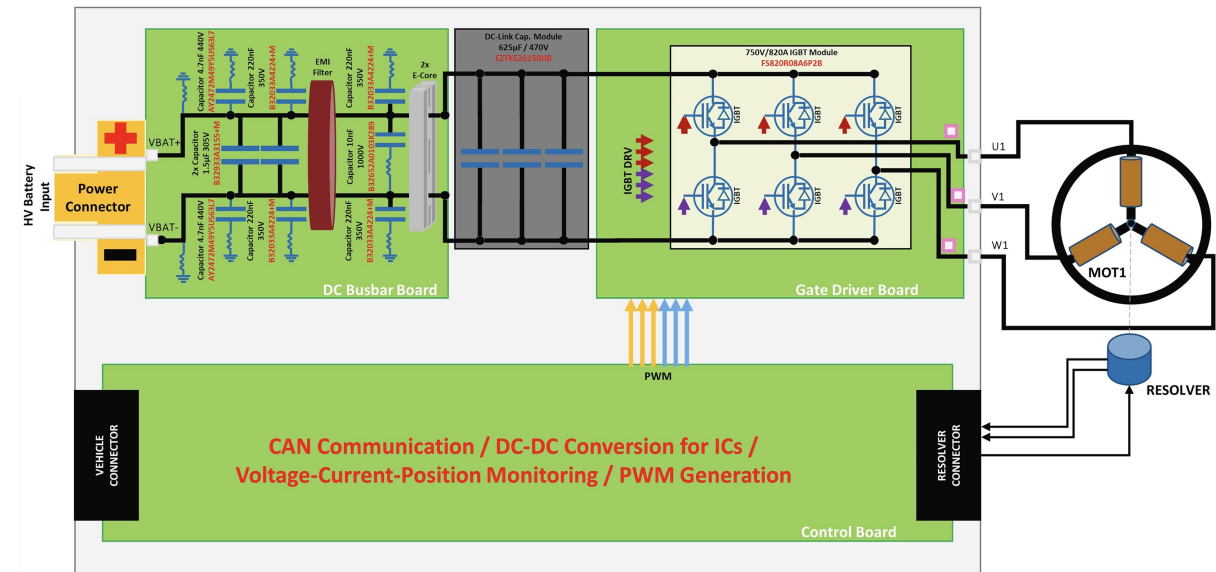 HV Battery
Input
Power
Connector
VBAT+
VBAT-
Capacitor 4.7nF 440V
AY2472M49Y5US63L7
Capacitor 220nF
350V
B32033A4224+M
EMI
Filter
Capacitor 220nF
350V
B32033A4224+M
2x
E-Core
2x Capacitor
1.5µF 305V
B32933A3155+M
Capacitor 10nF
1000V
B32652A0103K289
Capacitor 4.7nF 440V
AY2472M49Y5US63L7
Capacitor 220nF
350V
B32033A4224+M
Capacitor 220nF
350V
B32033A4224+M
DC Busbar Board
DC-Link Cap. Module
625µF / 470V
EZTKE26150HB
750V/820A IGBT Module
FS820R08A6P2B
IGBT
IGBT
IGBT
IGBT DRV
IGBT
IGBT
IGBT
Gate Driver Board
U1
V1
W1
MOT1
RESOLVER
PWM
VEHICLE
CONNECTOR
CAN Communication / DC-DC Conversion for ICs /
Voltage-Current-Position Monitoring / PWM Generation
RESOLVER
CONNECTOR
Control Board